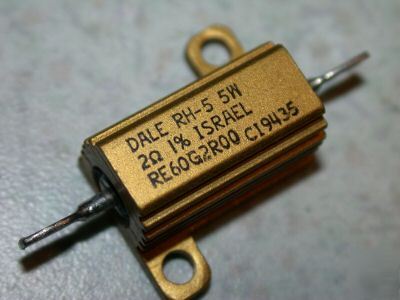 DALE RH-5 5W
2Ω 1% ISRAEL
RE60G2R00 C19435